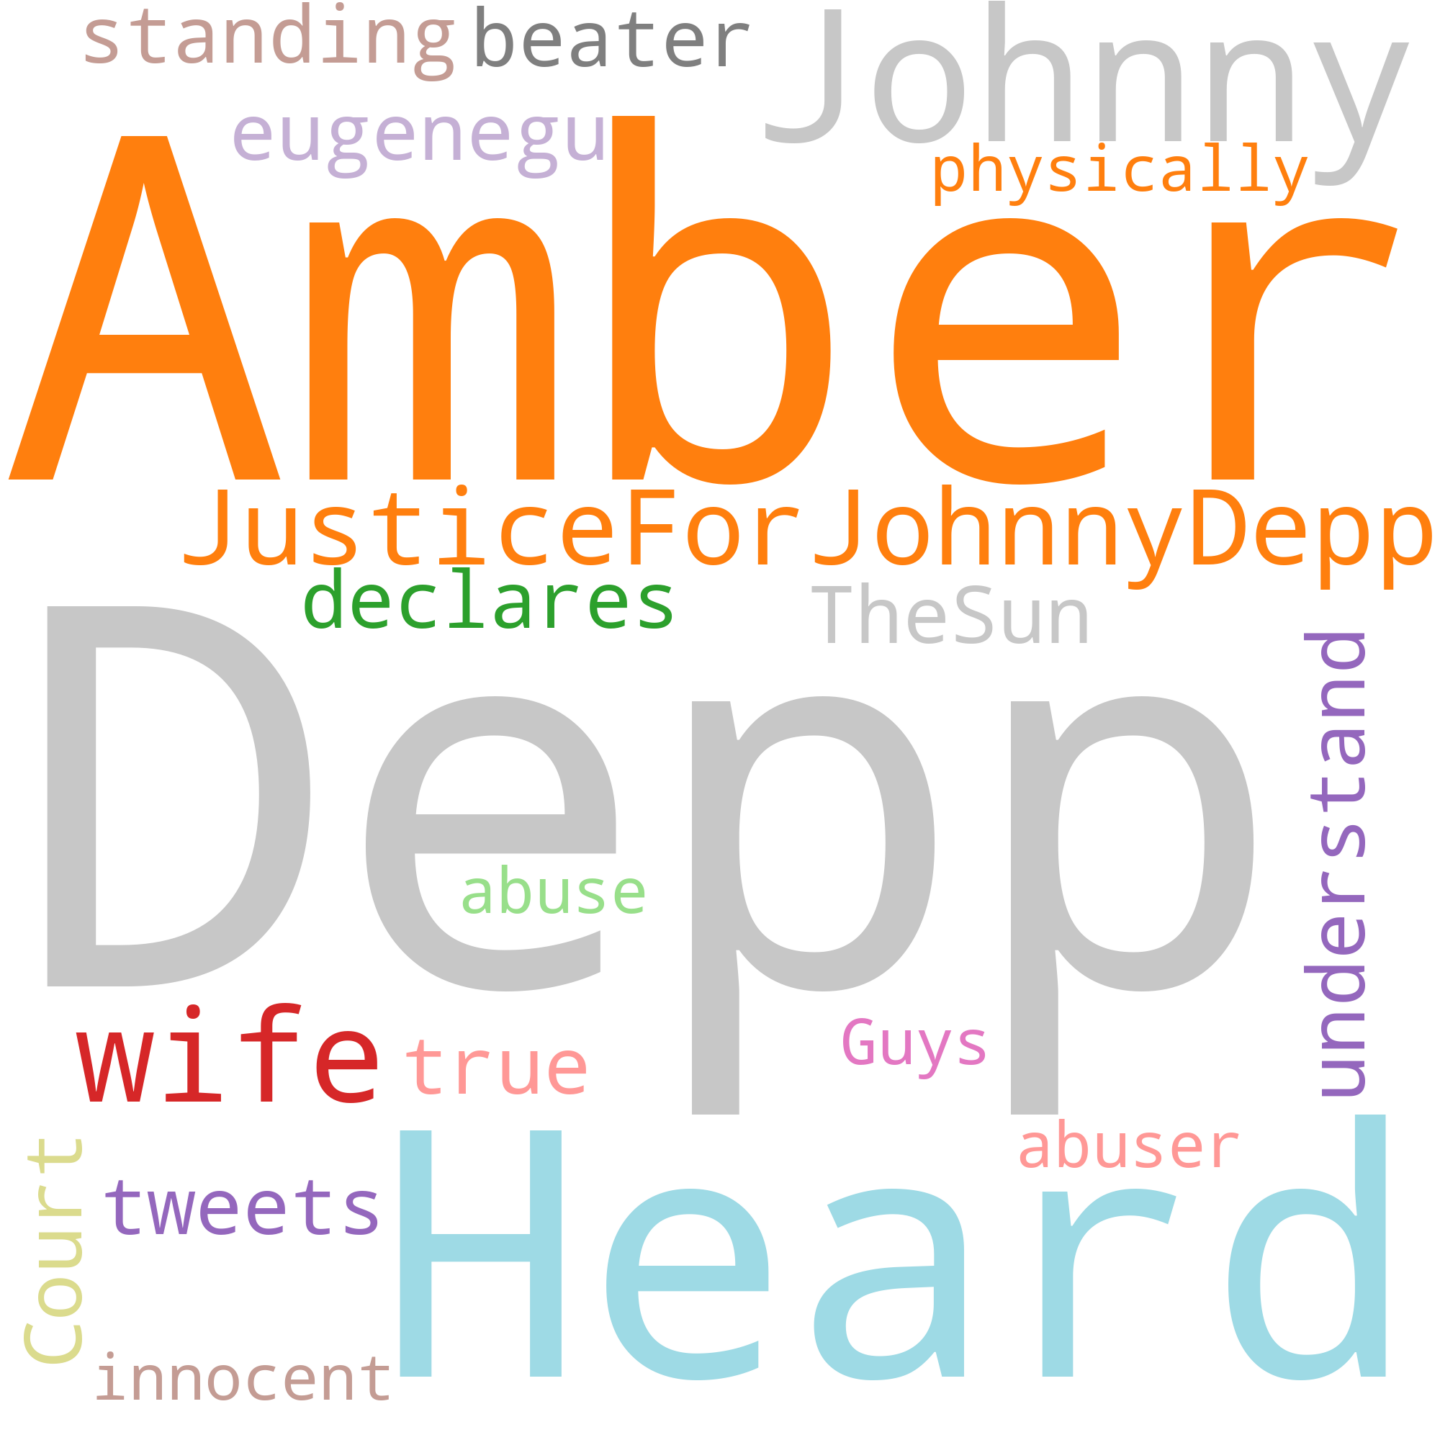 standing beater Johnny
eugenegu physically
Amber
JusticeForJohnnyDepp
declares TheSun
understand
Depp
abuse
wife true Guys
abuser
Court
tweets Heard
innocent